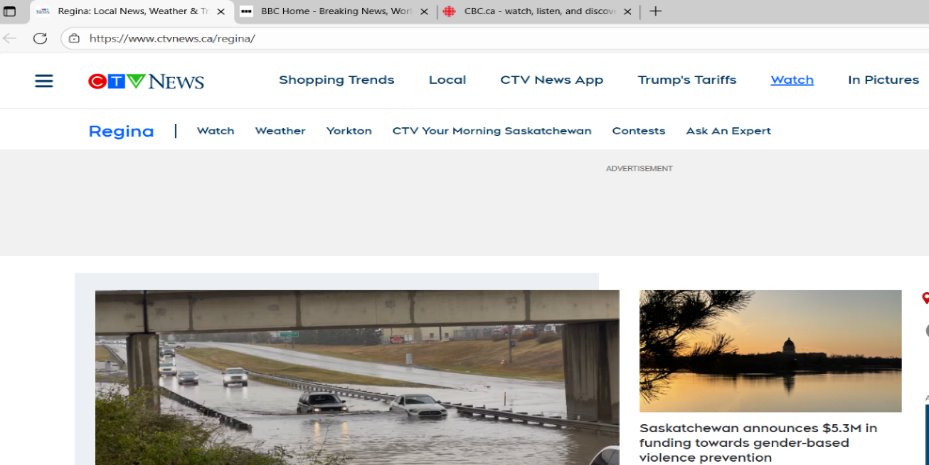 Regina: Local News, Weather & Tr
BBC Home - Breaking News, Worl
CBC.ca - watch, listen, and discove
https://www.ctvnews.ca/regina/
CTV NEWS
Shopping Trends
Local
CTV News App
Trump's Tariffs
Watch
In Pictures
Regina
Watch
Weather
Yorkton
CTV Your Morning Saskatchewan
Contests
Ask An Expert
ADVERTISEMENT
Saskatchewan announces $5.3M in
funding towards gender-based
violence prevention